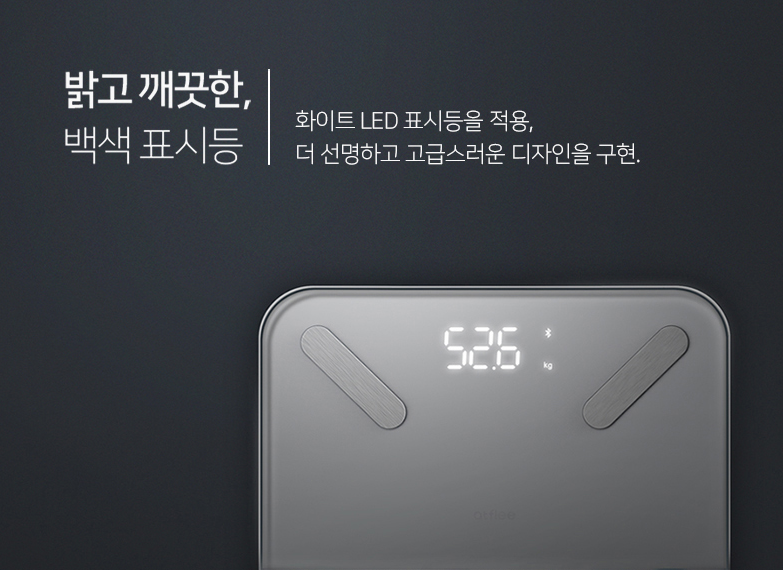 밝고 깨끗한,
백색 표시등
화이트 LED 표시등을 적용,
더 선명하고 고급스러운 디자인을 구현.
52.6
kg